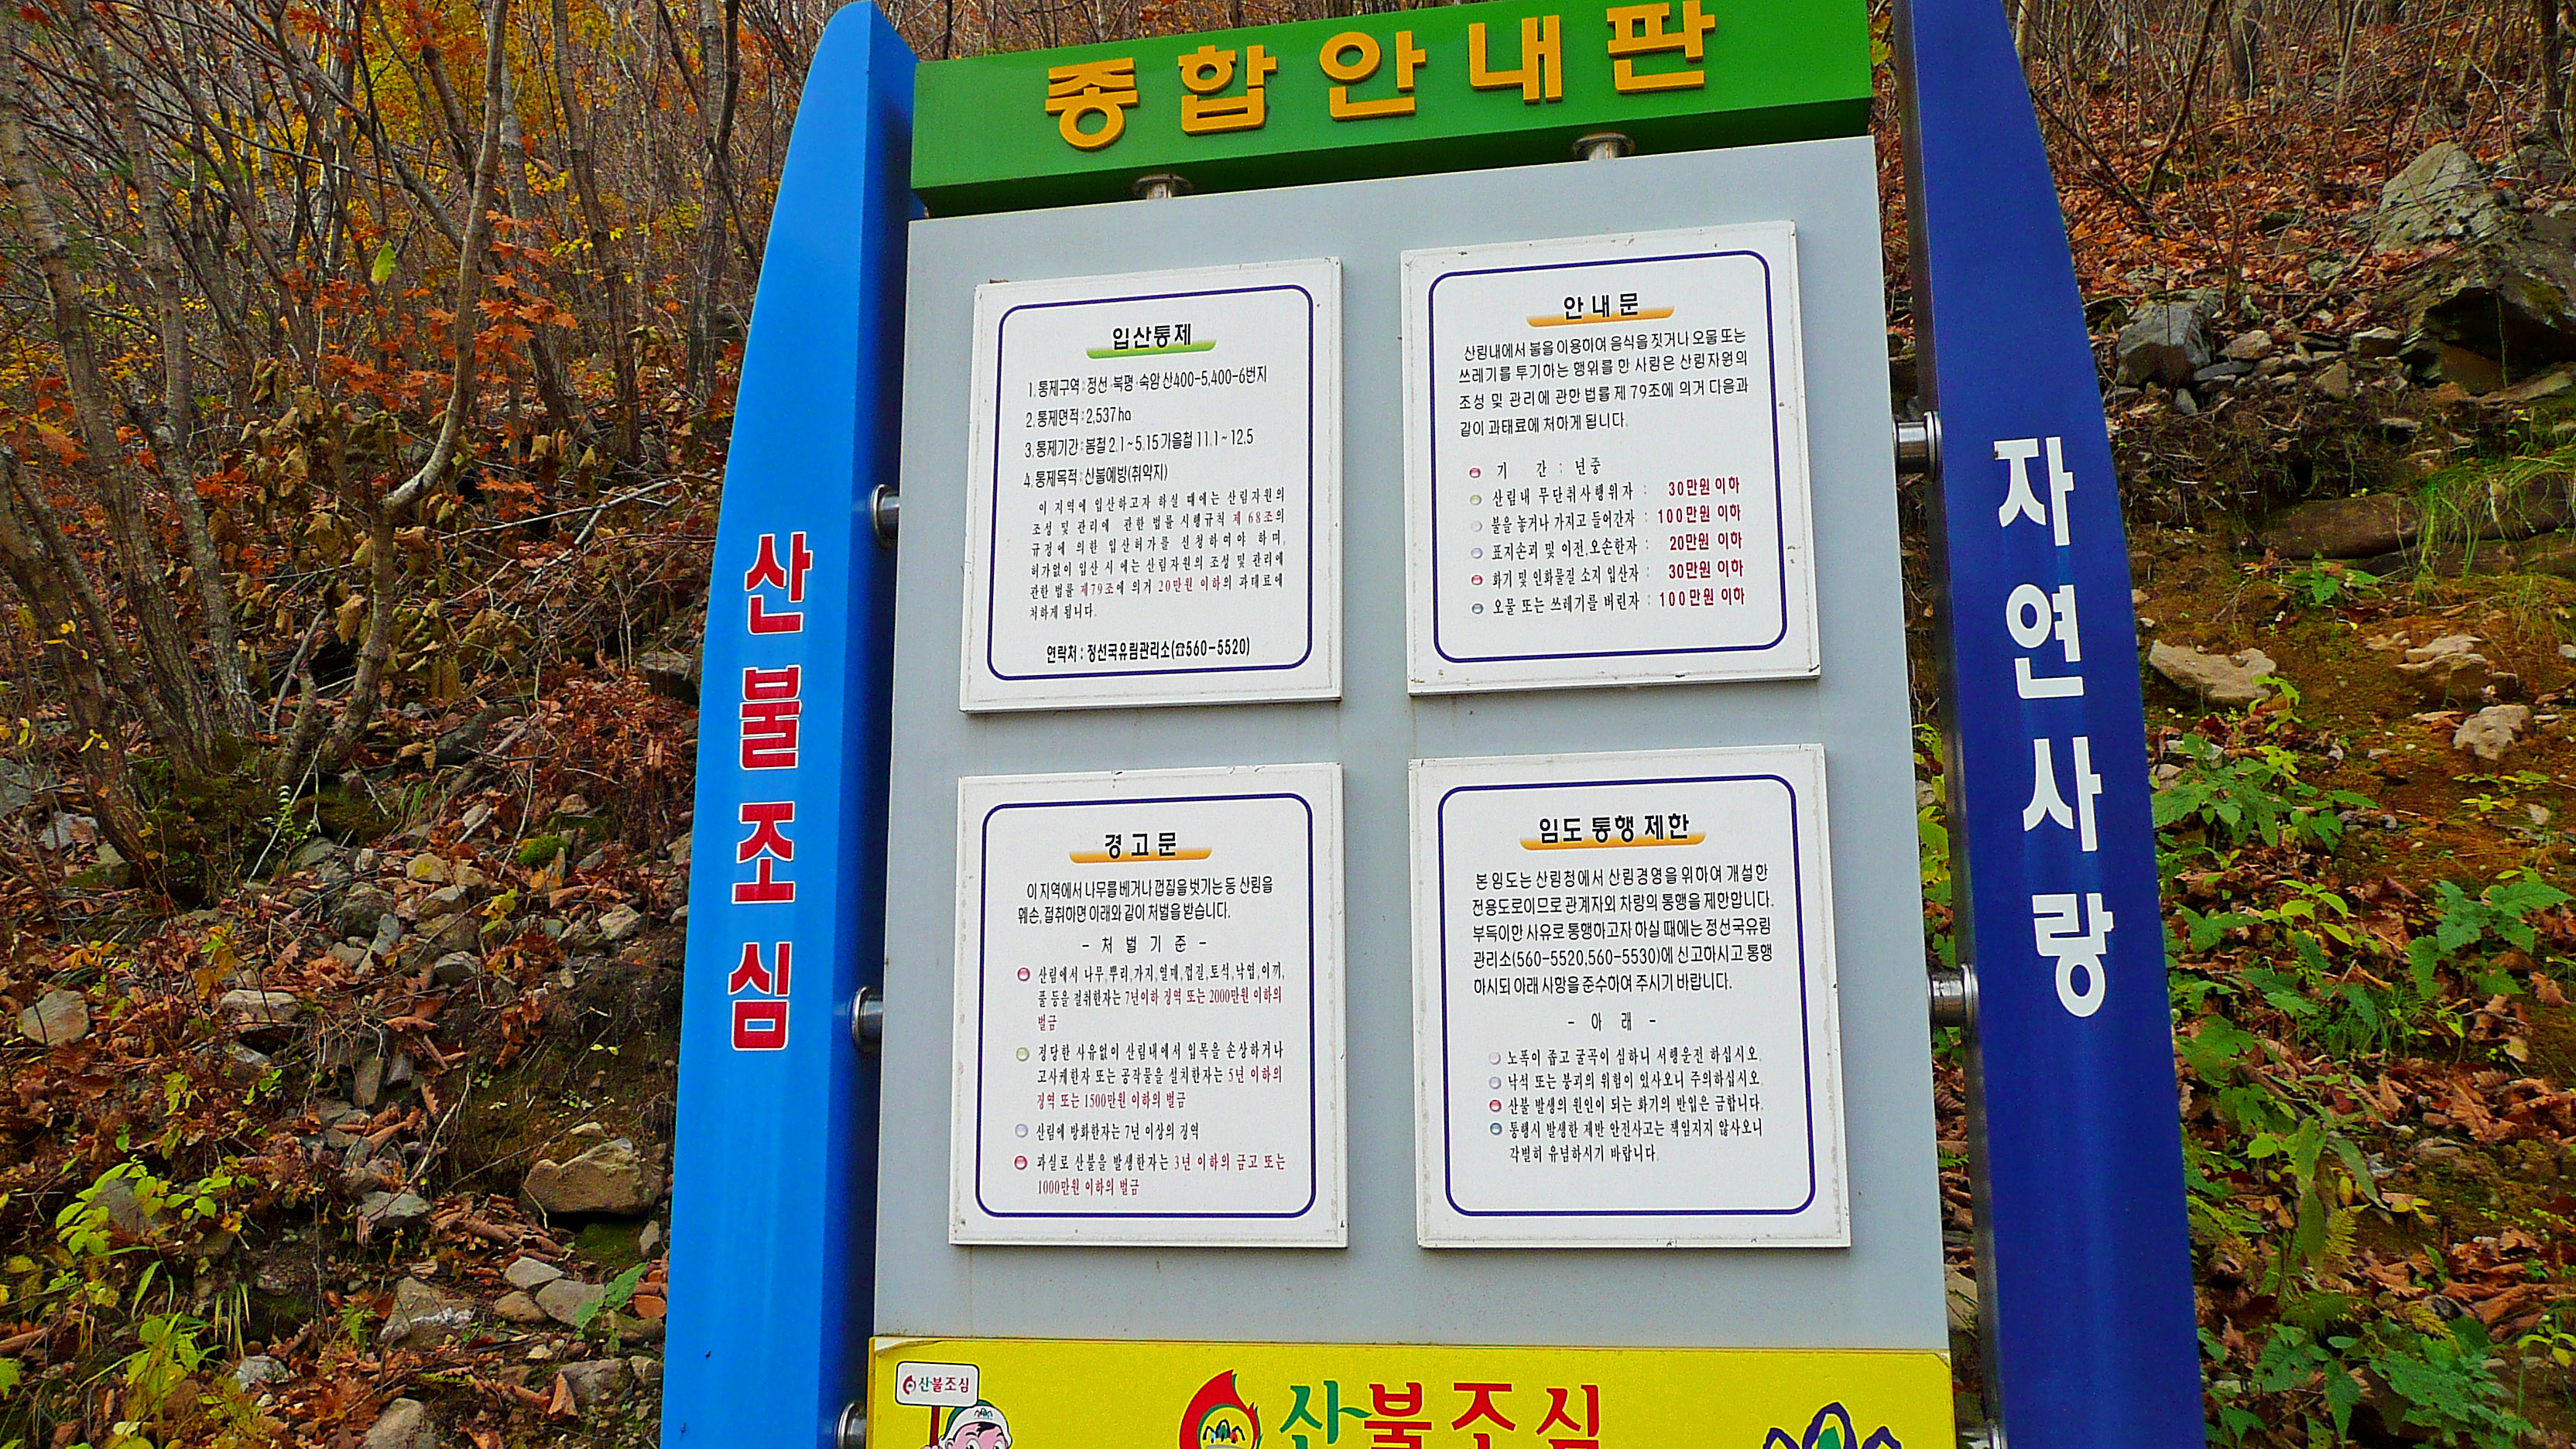 종합안내판
산불조심
입산통제
1. 통제구역 : 정선·북평·숙암 산400-5,400-6번지
2. 통제면적 : 2,537ha
3. 통제기간 : 봄철 2.1~5.15 가을철 11.1~12.5
4. 통제목적 : 산불예방(취약지)
이 지역에 입산하고자 하실 때에는 산림자원의
조성 및 관리에 관한 법률 시행규칙 제 68조의
규정에 의한 입산허가를 신청하여야 하며,
허가없이 입산 시 에는 산림자원의 조성 및 관리에
관한 법률 제79조에 의거 20만원 이하의 과태료에
처하게 됩니다.
연락처 : 정선국유림관리소(☎560-5520)
안내문
산림내에서 불을 이용하여 음식을 짓거나 오물 또는
쓰레기를 투기하는 행위를 한 사람은 산림자원의
조성 및 관리에 관한 법률 제 79조에 의거 다음과
같이 과태료에 처하게 됩니다.
기 간 : 년중
산림내 무단취사행위자 : 30만원 이하
불을 놓거나 가지고 들어간자 : 100만원 이하
표지손괴 및 이전,오손한자 : 20만원 이하
화기 및 인화물질 소지 입산자 : 30만원 이하
오물 또는 쓰레기를 버린자 : 100만원 이하
경고문
이 지역에서 나무를 베거나 껍질을 벗기는 등 산림을
훼손, 절취하면 이래와 같이 처벌을 받습니다.
- 처 벌 기 준 -
산림에서 나무,뿌리,가지,열매,껍질,토석,낙엽,이끼,
풀 등을 절취한자는 7년이하 징역 또는 2000만원 이하의
벌금
정당한 사유없이 산림내에서 입목을 손상하거나
고사케한자 또는 공작물을 설치한자는 5년 이하의
징역 또는 1500만원 이하의 벌금
산림에 방화한자는 7년 이상의 징역
과실로 산불을 발생한자는 3년 이하의 금고 또는
1000만원 이하의 벌금
임도 통행 제한
본 임도는 산림청에서 산림경영을 위하여 개설한
전용도로이므로 관계자외 차량의 통행을 제한합니다.
부득이한 사유로 통행하고자 하실 때에는 정선국유림
관리소(560-5520,560-5530)에 신고하시고 통행
하시되 아래 사망을 준수하여 주시기 바랍니다.
- 아 래 -
노폭이 좁고 굴곡이 심하니 서행운전 하십시오.
낙석 또는 붕괴의 위험이 있사오니 주의하십시오.
산불 발생의 원인이 되는 화기의 반입은 금합니다.
통행시 발생한 제반 안전사고는 책임지지 않사오니
각별히 유념하시기 바랍니다.
자연사랑
산불조심
산불조심